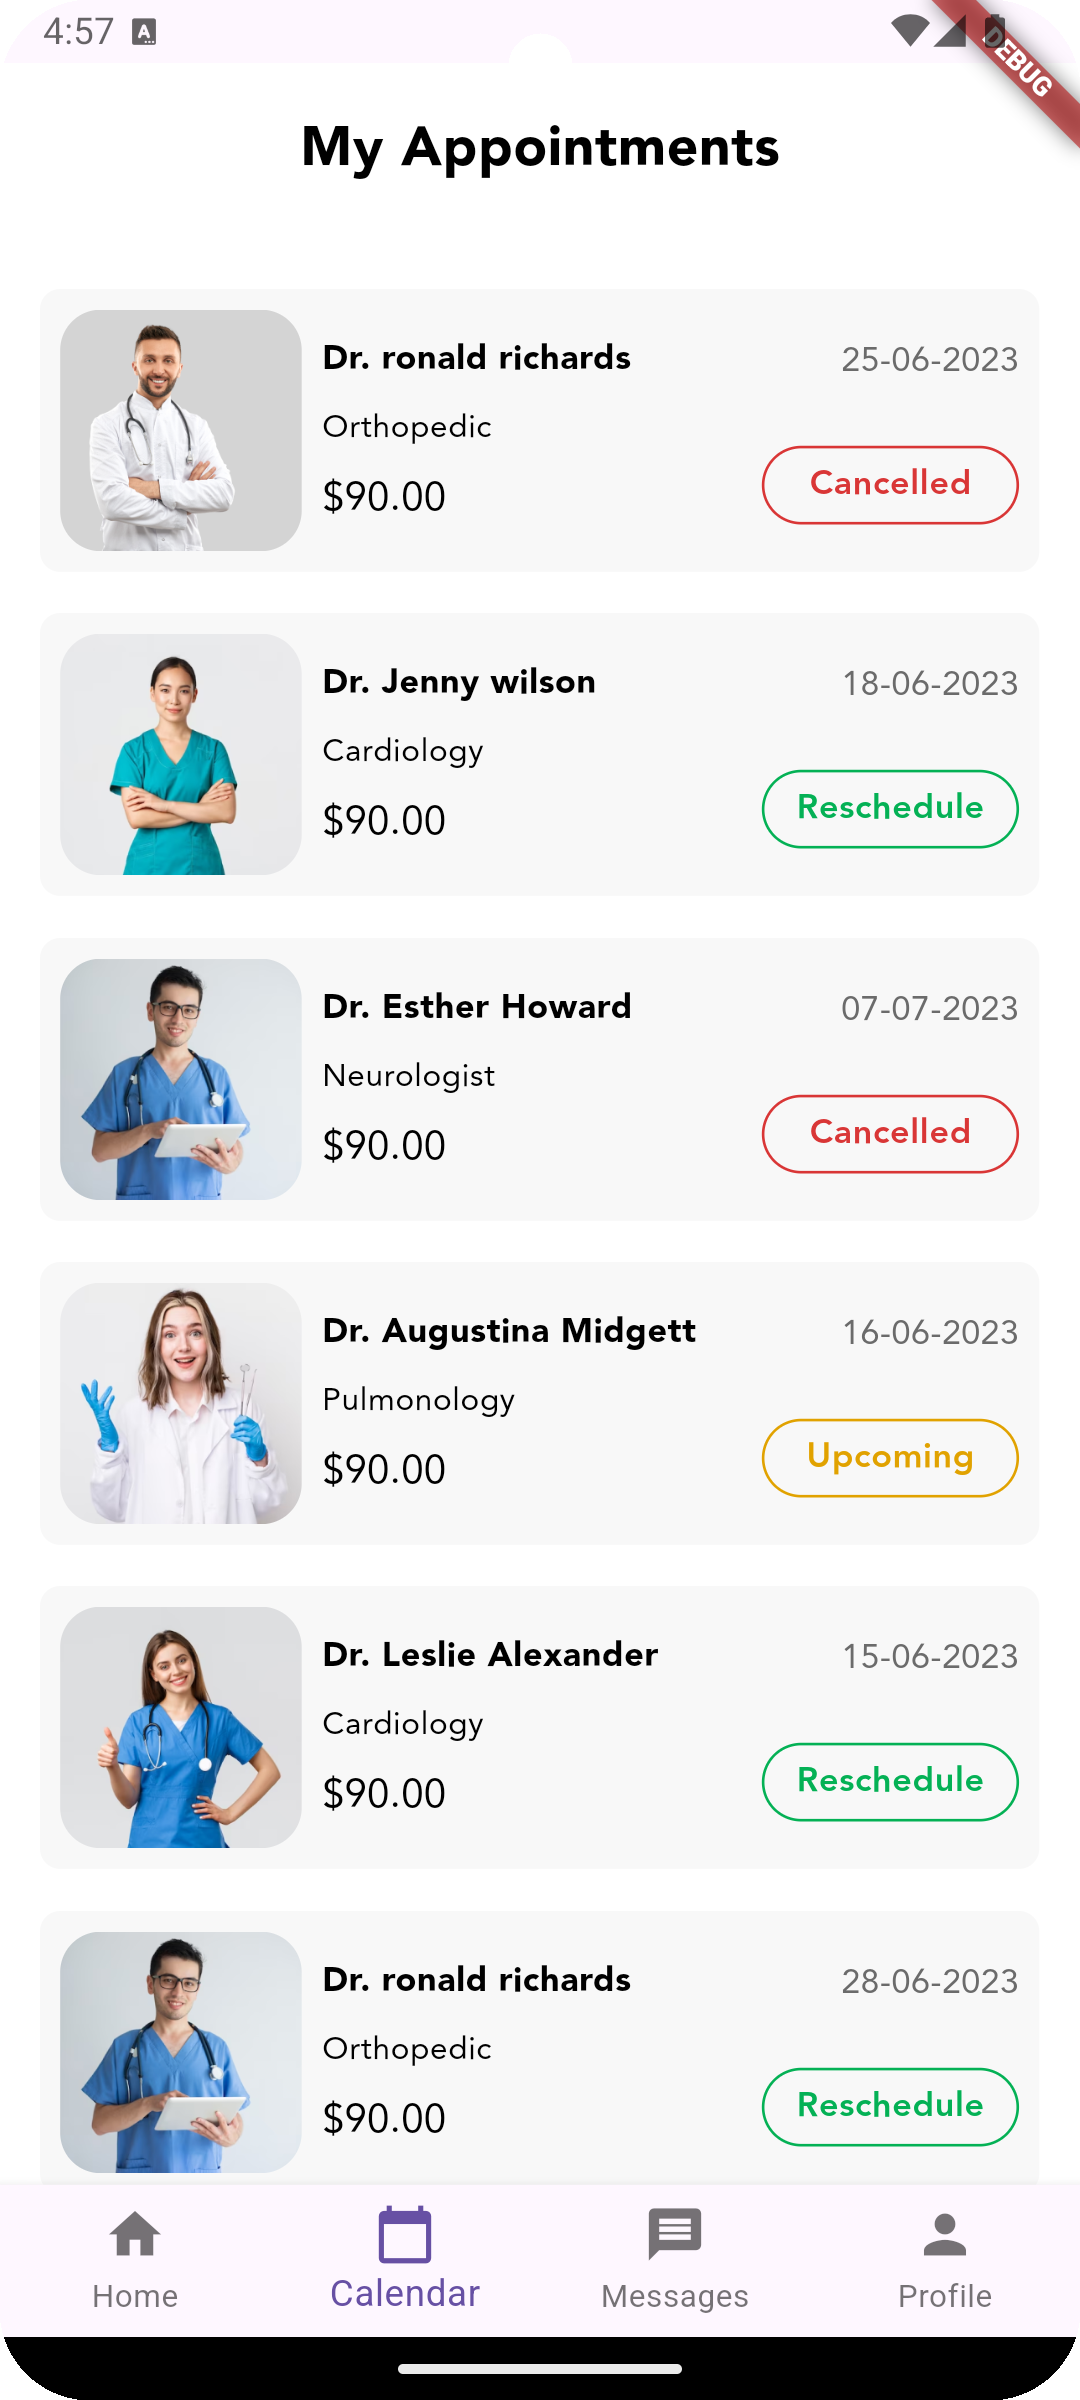 4:57
A
DEBUG
My Appointments
Dr. ronald richards
25-06-2023
Orthopedic
$90.00
Cancelled
Dr. Jenny wilson
18-06-2023
Cardiology
$90.00
Reschedule
Dr. Esther Howard
07-07-2023
Neurologist
$90.00
Cancelled
Dr. Augustina Midgett
16-06-2023
Pulmonology
$90.00
Upcoming
Dr. Leslie Alexander
15-06-2023
Cardiology
$90.00
Reschedule
Dr. ronald richards
28-06-2023
Orthopedic
$90.00
Reschedule
Home
Calendar
Messages
Profile